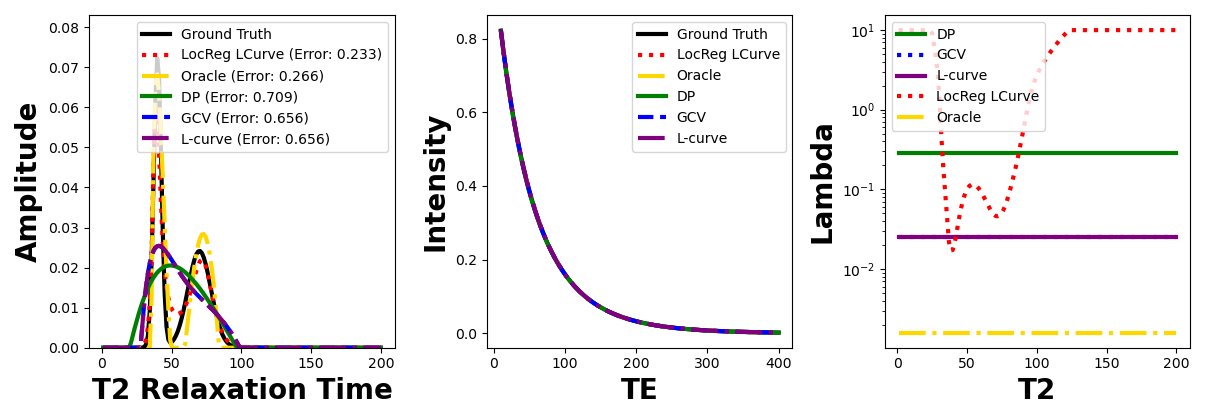 Amplitude
0.08
0.07
0.06
0.05
0.04
0.03
0.02
0.01
0.00
0
50
100
150
200
T2 Relaxation Time
Ground Truth
LocReg LCurve (Error: 0.233)
Oracle (Error: 0.266)
DP (Error: 0.709)
GCV (Error: 0.656)
L-curve (Error: 0.656)
Intensity
0.8
0.6
0.4
0.2
0.0
0
100
200
300
400
TE
Ground Truth
LocReg LCurve
Oracle
DP
GCV
L-curve
Lambda
10¹
10⁰
10⁻¹
10⁻²
0
50
100
150
200
T2
DP
GCV
L-curve
LocReg LCurve
Oracle